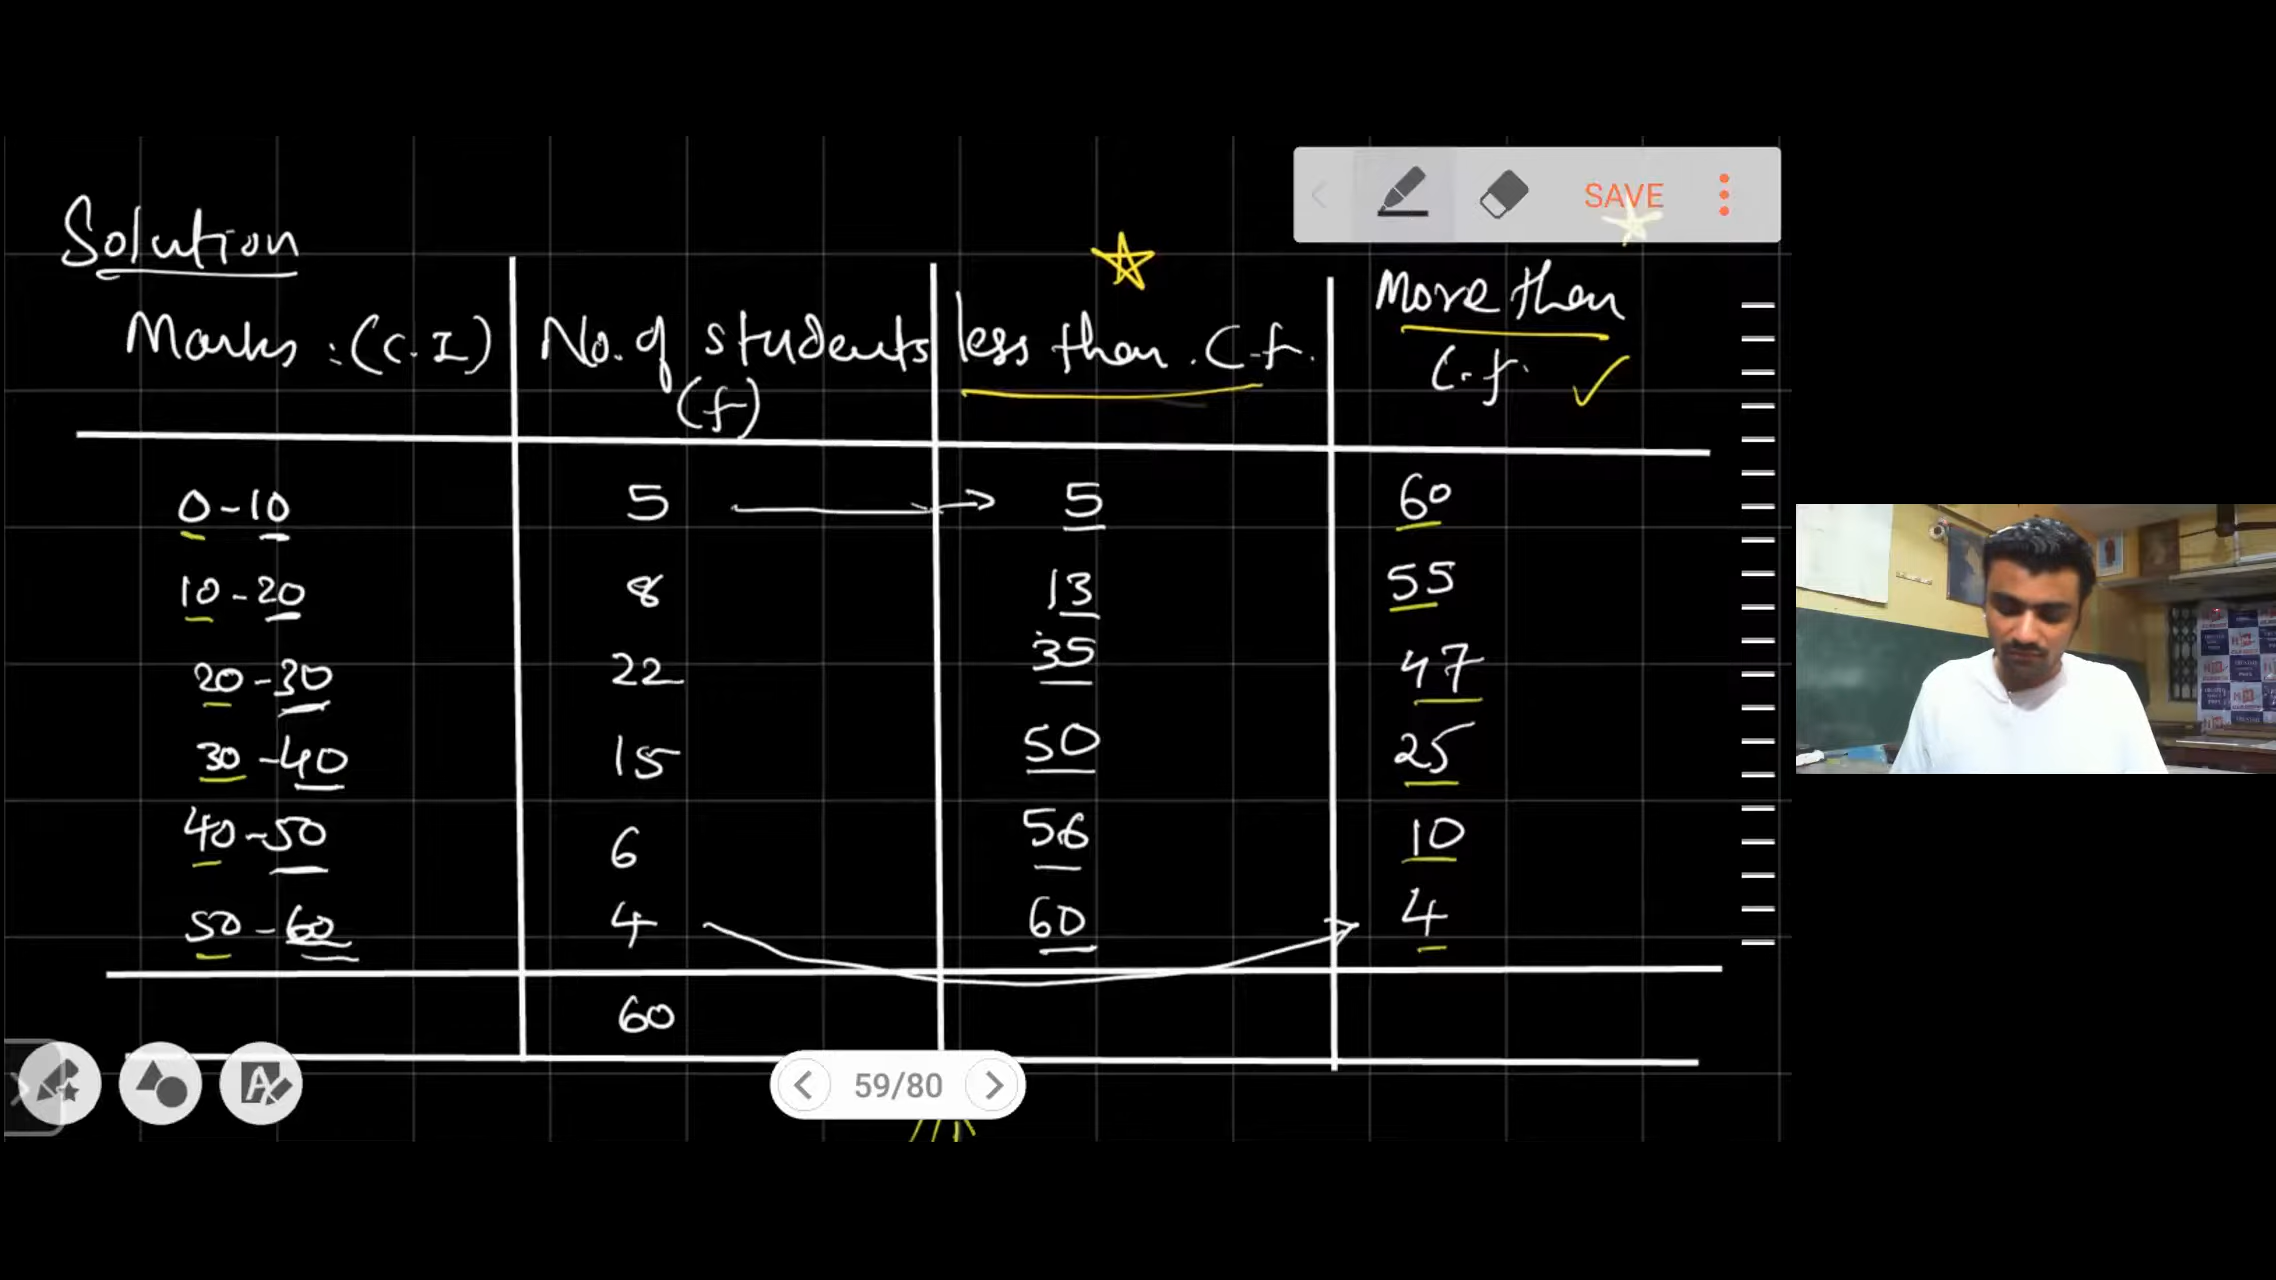 SAVE
Solution
Marks : (C.I) No. of students less than . C.f. More than
(f) C.f.
0-10 5 5 60
10-20 8 13 55
20-30 22 35 47
30-40 15 50 25
40-50 6 56 10
50-60 4 60 4
60
59/80